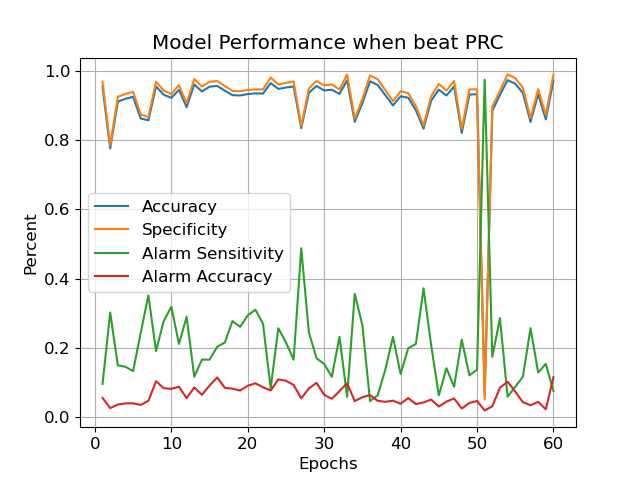 Model Performance when beat PRC
1.0
0.8
0.6
0.4
0.2
0.0
Percent
Accuracy
Specificity
Alarm Sensitivity
Alarm Accuracy
0 10 20 30 40 50 60
Epochs